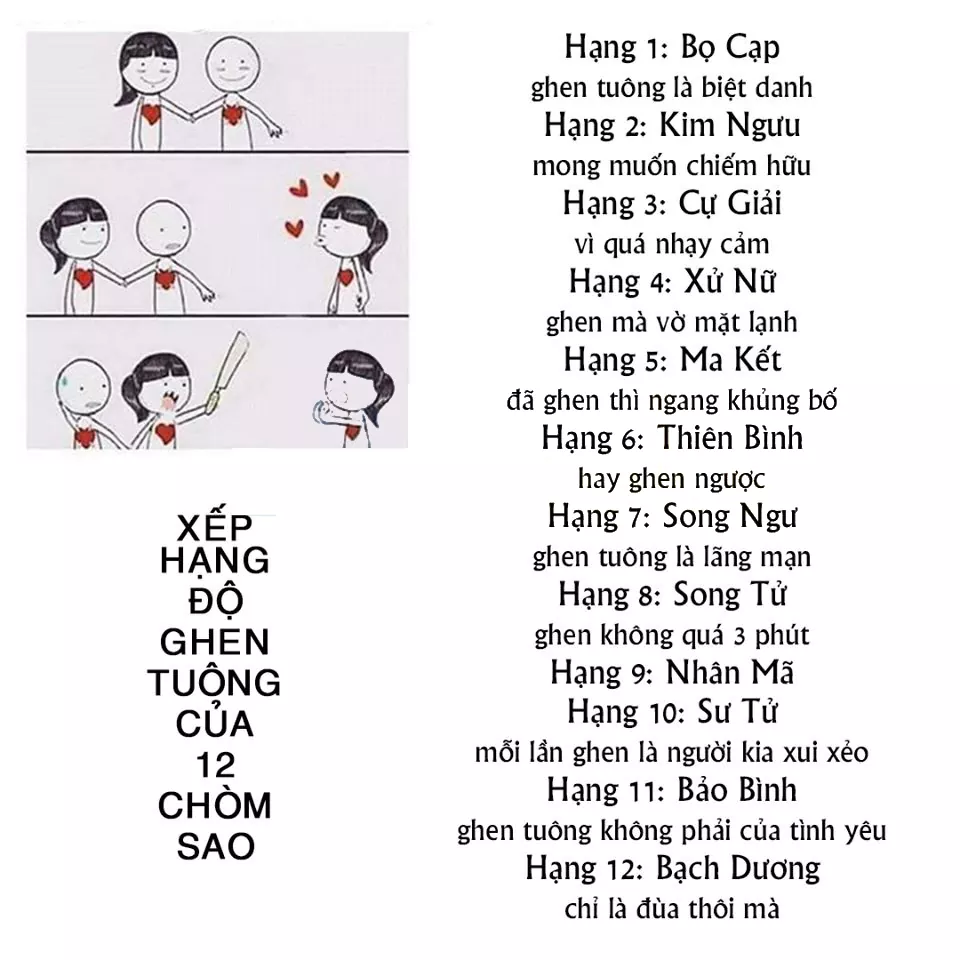 XẾP
HẠNG
ĐỘ
GHEN
TUÔNG
CỦA
12
CHÒM
SAO
Hạng 1: Bọ Cạp
ghen tuông là biệt danh
Hạng 2: Kim Ngưu
mong muốn chiếm hữu
Hạng 3: Cự Giải
vì quá nhạy cảm
Hạng 4: Xử Nữ
ghen mà vờ mặt lạnh
Hạng 5: Ma Kết
đã ghen thì ngang khủng bố
Hạng 6: Thiên Bình
hay ghen ngược
Hạng 7: Song Ngư
ghen tuông là lãng mạn
Hạng 8: Song Tử
ghen không quá 3 phút
Hạng 9: Nhân Mã
Hạng 10: Sư Tử
mỗi lần ghen là người kia xui xẻo
Hạng 11: Bảo Bình
ghen tuông không phải của tình yêu
Hạng 12: Bạch Dương
chỉ là đùa thôi mà